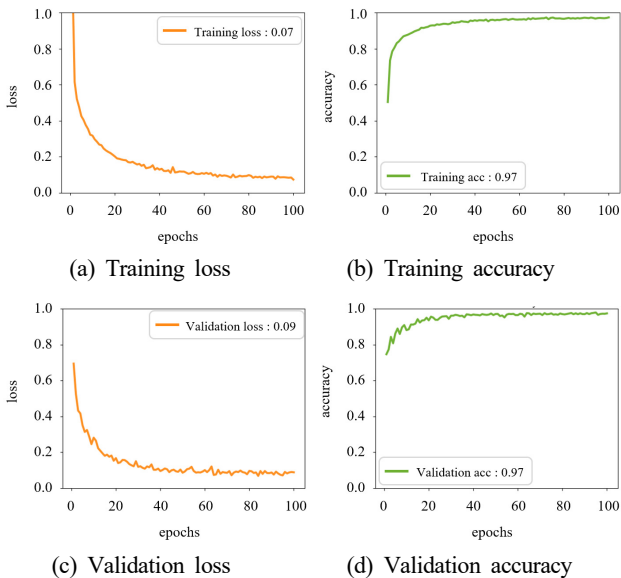 1.0
0.8
0.6
0.4
0.2
0.0
loss
Training loss : 0.07
0 20 40 60 80 100
epochs
(a) Training loss
1.0
0.8
0.6
0.4
0.2
0.0
accuracy
Training acc : 0.97
0 20 40 60 80 100
epochs
(b) Training accuracy
1.0
0.8
0.6
0.4
0.2
0.0
loss
Validation loss : 0.09
0 20 40 60 80 100
epochs
(c) Validation loss
1.0
0.8
0.6
0.4
0.2
0.0
accuracy
Validation acc : 0.97
0 20 40 60 80 100
epochs
(d) Validation accuracy